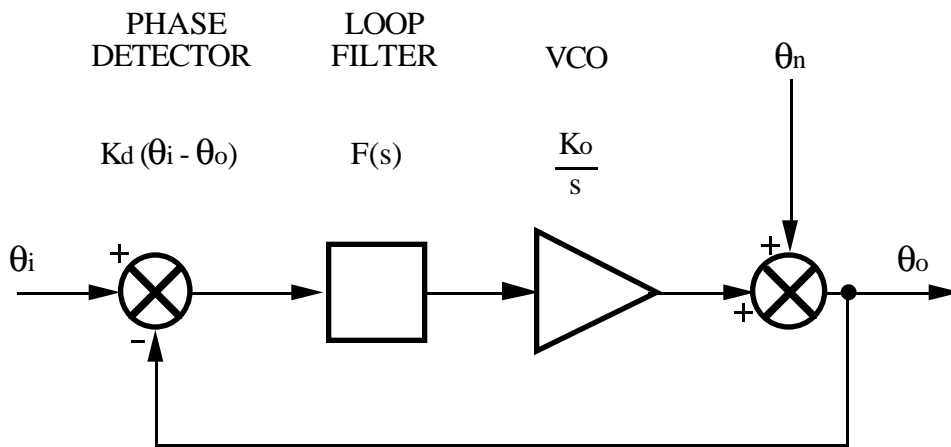 PHASE
DETECTOR
LOOP
FILTER
VCO
θn
Kd (θi - θo)
F(s)
Ko
s
θi
+
-
+
+
θo